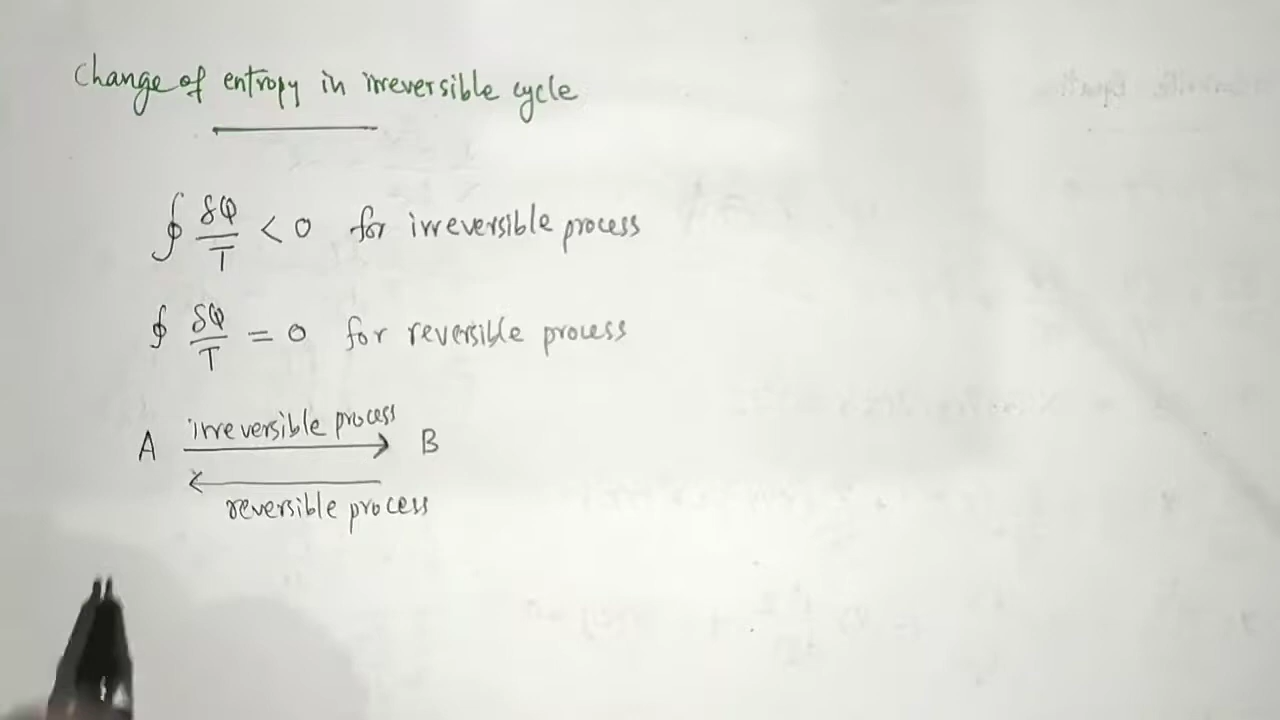 Change of entropy in irreversible cycle
∮ δQ/T < 0 for irreversible process
∮ δQ/T = 0 for reversible process
irreversible process
A → B
←
reversible process